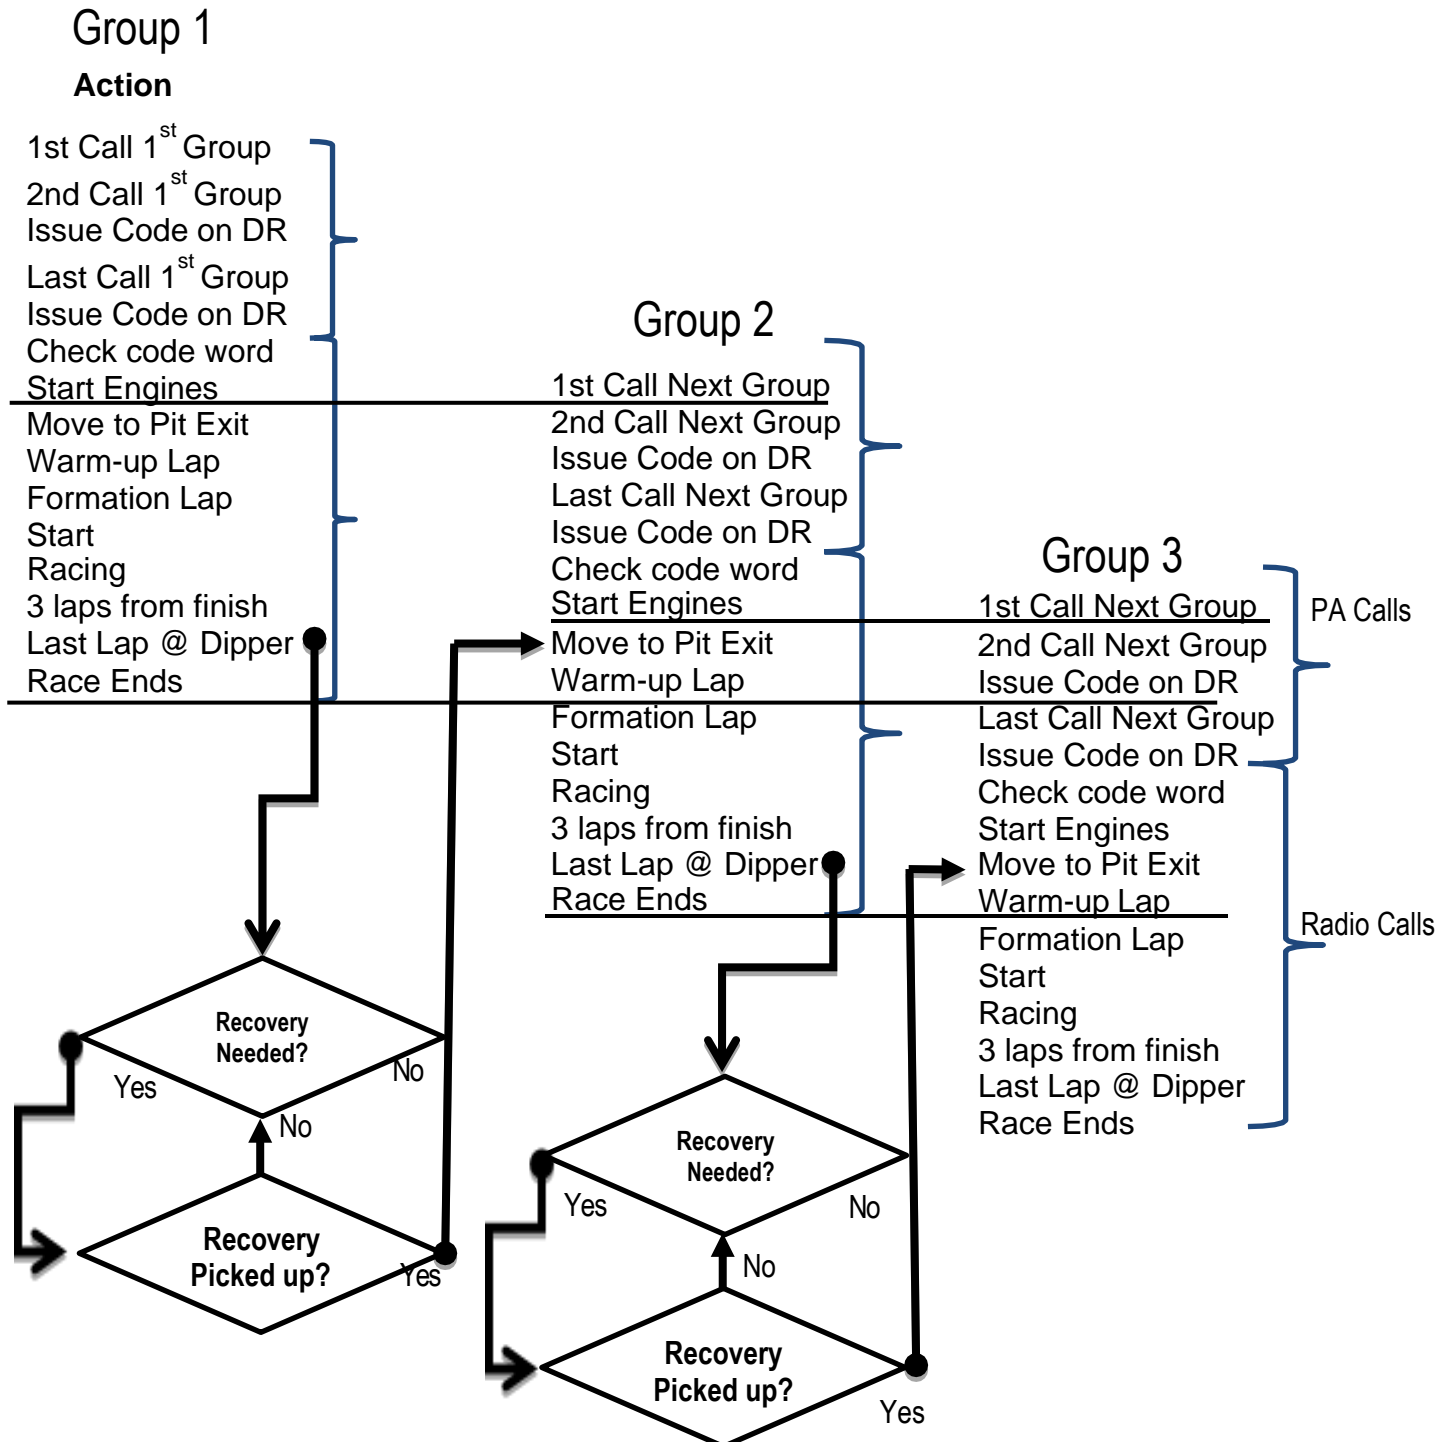 Group 1
Action
1st Call 1st Group
2nd Call 1st Group
Issue Code on DR
Last Call 1st Group
Issue Code on DR
Check code word
Start Engines
Move to Pit Exit
Warm-up Lap
Formation Lap
Start
Racing
3 laps from finish
Last Lap @ Dipper
Race Ends
Recovery
Needed?
Yes
No
No
Recovery
Picked up?
Yes
Group 2
1st Call Next Group
2nd Call Next Group
Issue Code on DR
Last Call Next Group
Issue Code on DR
Check code word
Start Engines
Move to Pit Exit
Warm-up Lap
Formation Lap
Start
Racing
3 laps from finish
Last Lap @ Dipper
Race Ends
Recovery
Needed?
Yes
No
No
Recovery
Picked up?
Yes
Group 3
1st Call Next Group
2nd Call Next Group
Issue Code on DR
Last Call Next Group
Issue Code on DR
Check code word
Start Engines
Move to Pit Exit
Warm-up Lap
Formation Lap
Start
Racing
3 laps from finish
Last Lap @ Dipper
Race Ends
PA Calls
Radio Calls